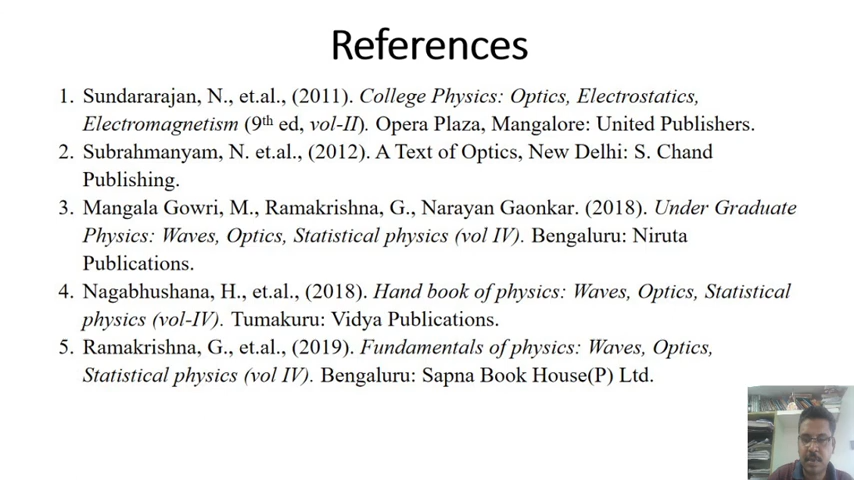 References
1. Sundararajan, N., et.al., (2011). College Physics: Optics, Electrostatics,
Electromagnetism (9th ed, vol-II). Opera Plaza, Mangalore: United Publishers.
2. Subrahmanyam, N. et.al., (2012). A Text of Optics, New Delhi: S. Chand
Publishing.
3. Mangala Gowri, M., Ramakrishna, G., Narayan Gaonkar. (2018). Under Graduate
Physics: Waves, Optics, Statistical physics (vol IV). Bengaluru: Niruta
Publications.
4. Nagabhushana, H., et.al., (2018). Hand book of physics: Waves, Optics, Statistical
physics (vol-IV). Tumakuru: Vidya Publications.
5. Ramakrishna, G., et.al., (2019). Fundamentals of physics: Waves, Optics,
Statistical physics (vol IV). Bengaluru: Sapna Book House(P) Ltd.